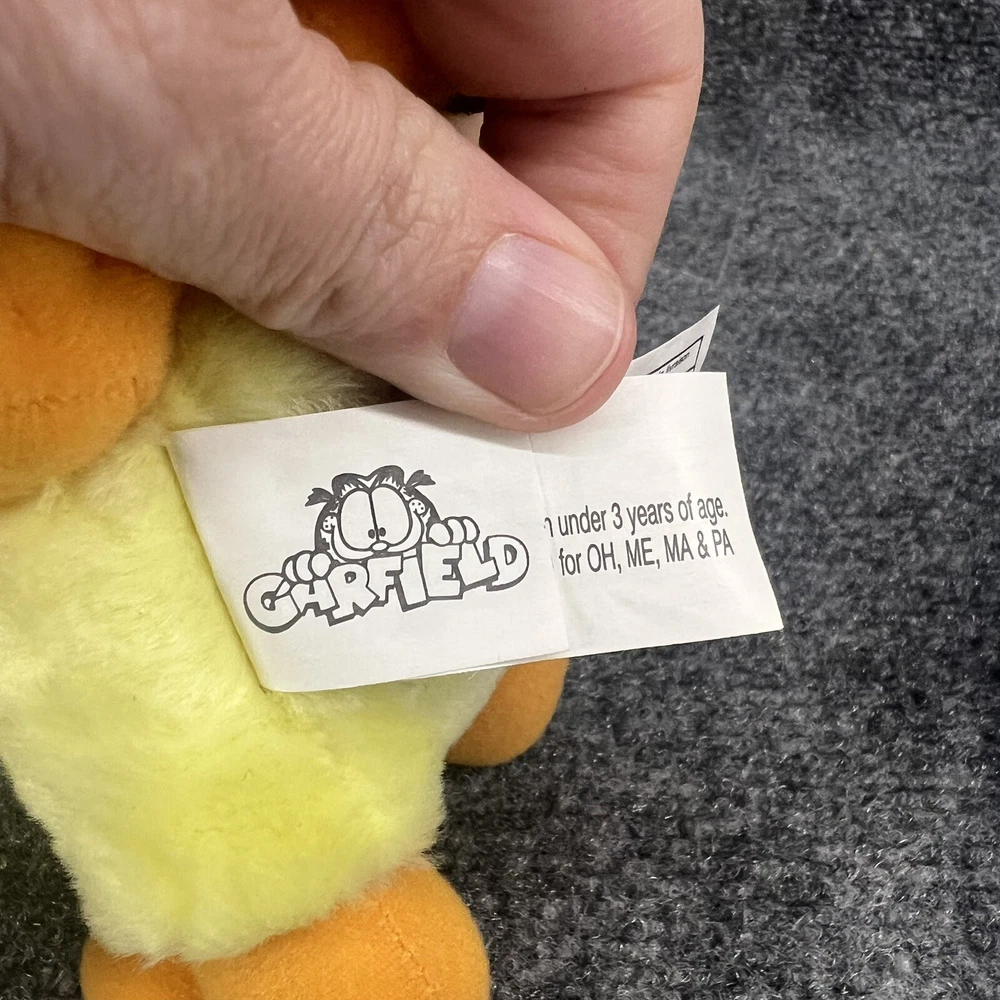 GARFIELD
under 3 years of age.
for OH, ME, MA & PA